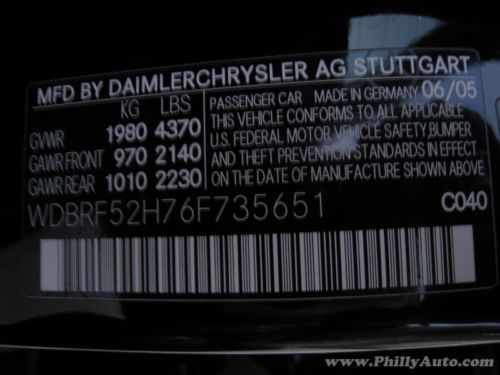 MFD BY DAIMLERCHRYSLER AG STUTTGART
KG LBS
GVWR 1980 4370
GAWR FRONT 970 2140
GAWR REAR 1010 2230
PASSENGER CAR MADE IN GERMANY 06/05
THIS VEHICLE CONFORMS TO ALL APPLICABLE
U.S. FEDERAL MOTOR VEHICLE SAFETY, BUMPER
AND THEFT PREVENTION STANDARDS IN EFFECT
ON THE DATE OF MANUFACTURE SHOWN ABOVE
WDBRF52H76F735651
C040
www.PhillyAuto.com